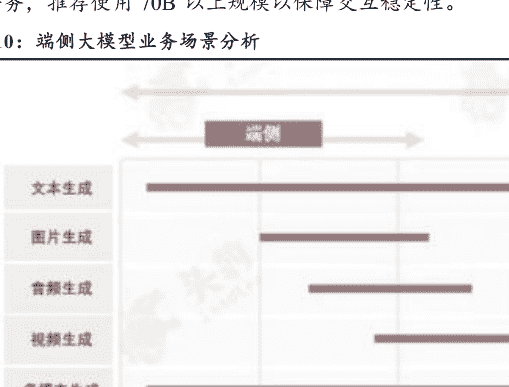 务，推荐使用 70B 以上规模以保障交互稳定性。
10：端侧大模型业务场景分析
端侧
文本生成
图片生成
音频生成
视频生成